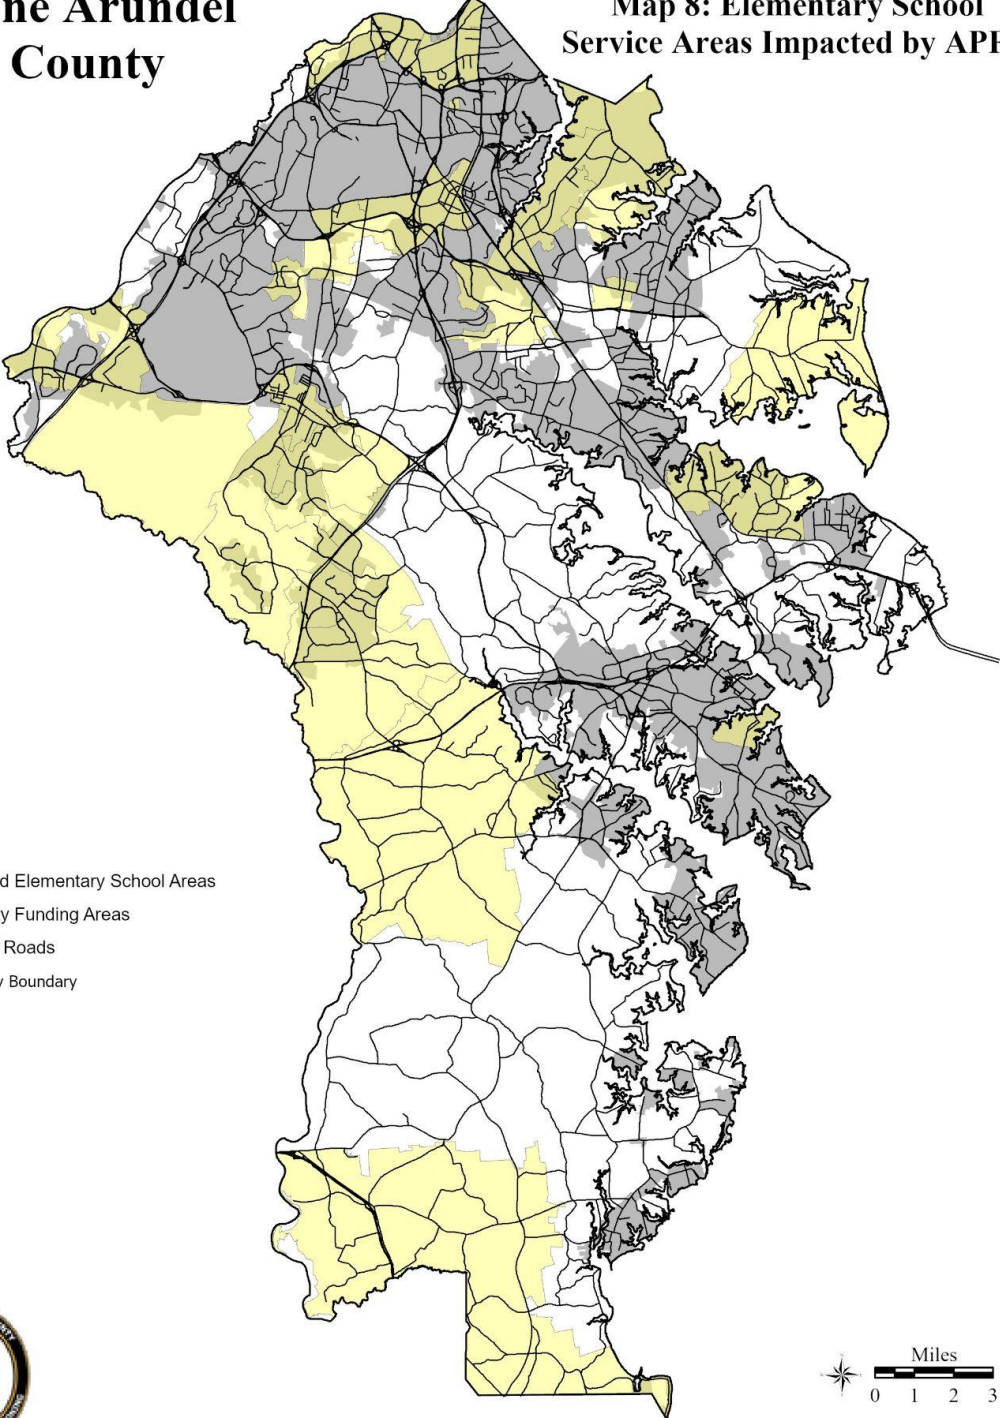 ne Arundel
County
Map 8: Elementary School
Service Areas Impacted by APF
d Elementary School Areas
y Funding Areas
Roads
y Boundary
Miles
0 1 2 3